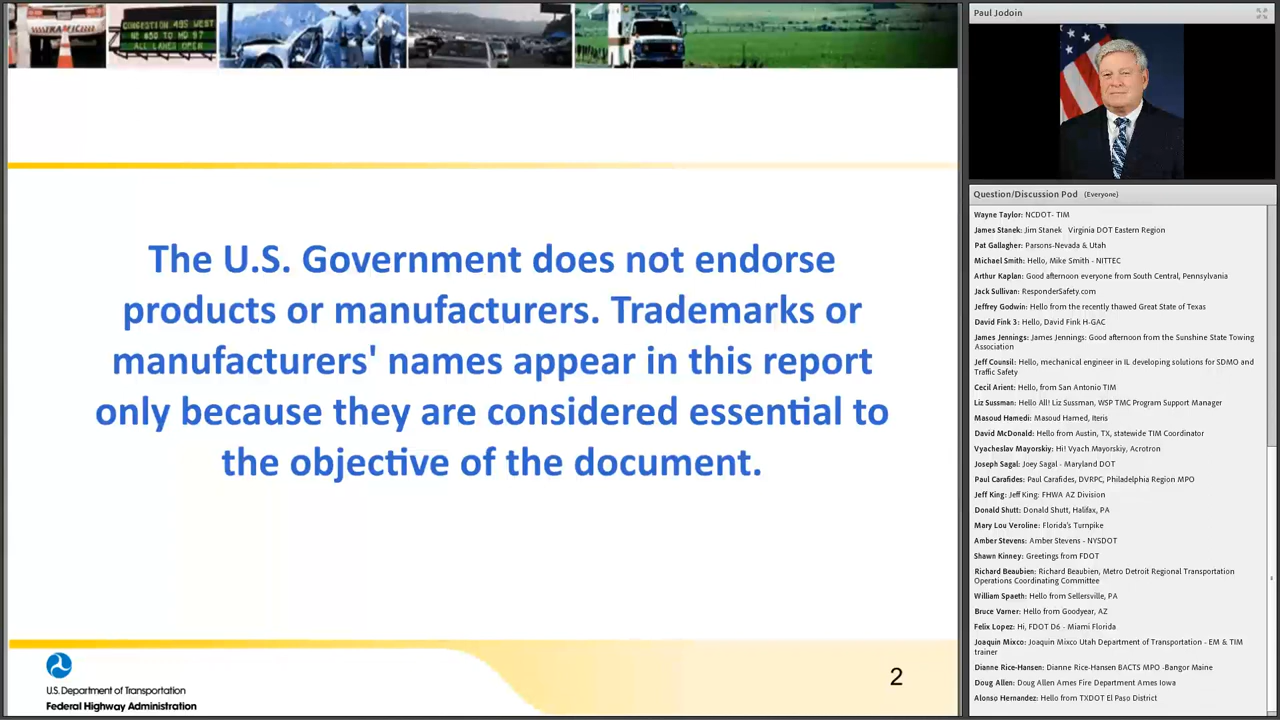 TRAFFIC
CONGESTION 495 WEST
MD 650 TO MD 97
ALL LANES OPEN
The U.S. Government does not endorse
products or manufacturers. Trademarks or
manufacturers' names appear in this report
only because they are considered essential to
the objective of the document.
U.S. Department of Transportation
Federal Highway Administration
2
Paul Jodoin
Question/Discussion Pod (Everyone)
Wayne Taylor: NCDOT- TIM
James Stanek: Jim Stanek Virginia DOT Eastern Region
Pat Gallagher: Parsons-Nevada & Utah
Michael Smith: Hello, Mike Smith - NITTEC
Arthur Kaplan: Good afternoon everyone from South Central, Pennsylvania
Jack Sullivan: ResponderSafety.com
Jeffrey Godwin: Hello from the recently thawed Great State of Texas
David Fink 3: Hello, David Fink H-GAC
James Jennings: James Jennings: Good afternoon from the Sunshine State Towing
Association
Jeff Counsil: Hello, mechanical engineer in IL developing solutions for SDMO and
Traffic Safety
Cecil Arient: Hello, from San Antonio TIM
Liz Sussman: Hello All! Liz Sussman, WSP TMC Program Support Manager
Masoud Hamedi: Masoud Hamed, Iteris
David McDonald: Hello from Austin, TX, statewide TIM Coordinator
Vyacheslav Mayorskiy: Hi! Vyach Mayorskiy, Acrotron
Joseph Sagal: Joey Sagal - Maryland DOT
Paul Carafides: Paul Carafides, DVRPC, Philadelphia Region MPO
Jeff King: Jeff King: FHWA AZ Division
Donald Shutt: Donald Shutt, Halifax, PA
Mary Lou Veroline: Florida's Turnpike
Amber Stevens: Amber Stevens - NYSDOT
Shawn Kinney: Greetings from FDOT
Richard Beaubien: Richard Beaubien, Metro Detroit Regional Transportation
Operations Coordinating Committee
William Spaeth: Hello from Sellersville, PA
Bruce Varner: Hello from Goodyear, AZ
Felix Lopez: Hi, FDOT D6 - Miami Florida
Joaquin Mixco: Joaquin Mixco Utah Department of Transportation - EM & TIM
trainer
Dianne Rice-Hansen: Dianne Rice-Hansen BACTS MPO -Bangor Maine
Doug Allen: Doug Allen Ames Fire Department Ames Iowa
Alonso Hernandez: Hello from TXDOT El Paso District